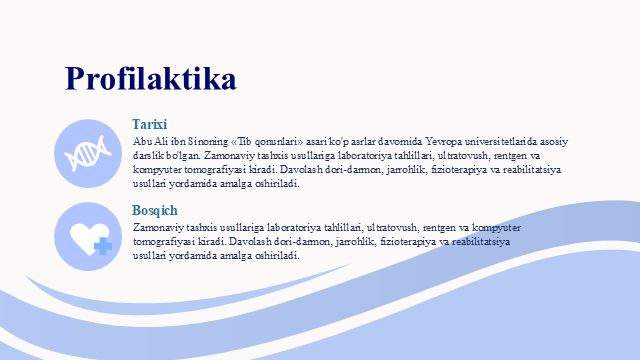 Profilaktika
Tarixi
Abu Ali ibn Sinoning «Tib qonunlari» asari ko'p asrlar davomida Yevropa universitetlarida asosiy
darslik bo'lgan. Zamonaviy tashxis usullariga laboratoriya tahlillari, ultratovush, rentgen va
kompyuter tomografiyasi kiradi. Davolash dori-darmon, jarrohlik, fizioterapiya va reabilitatsiya
usullari yordamida amalga oshiriladi.
Bosqich
Zamonaviy tashxis usullariga laboratoriya tahlillari, ultratovush, rentgen va kompyuter
tomografiyasi kiradi. Davolash dori-darmon, jarrohlik, fizioterapiya va reabilitatsiya
usullari yordamida amalga oshiriladi.